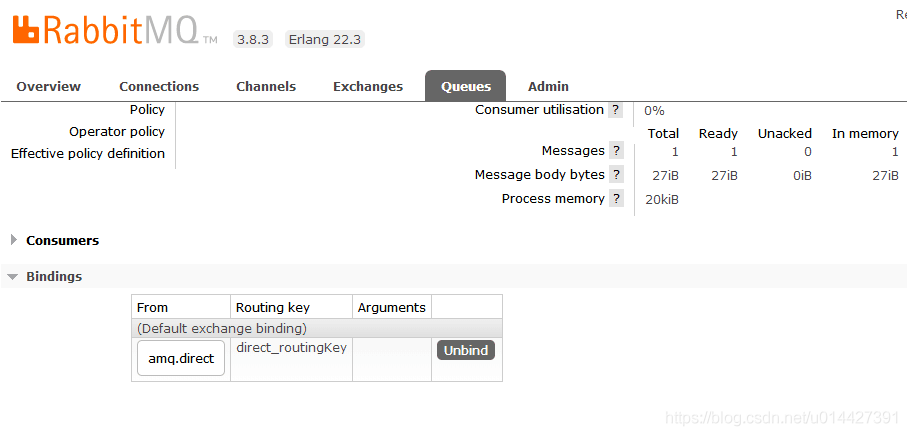 Re
RabbitMQ TM 3.8.3 Erlang 22.3
Overview Connections Channels Exchanges Queues Admin
Policy
Operator policy
Effective policy definition
Consumer utilisation ? 0%
Total Ready Unacked In memory
Messages ? 1 1 0 1
Message body bytes ? 27iB 27iB 0iB 27iB
Process memory ? 20kiB
Consumers
Bindings
From Routing key Arguments
(Default exchange binding)
amq.direct direct_routingKey Unbind
https://blog.csdn.net/u014427391